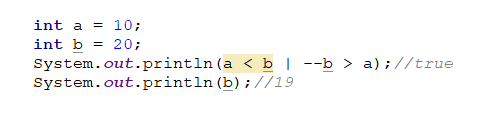 int a = 10;
int b = 20;
System.out.println(a < b | --b > a);//true
System.out.println(b);//19